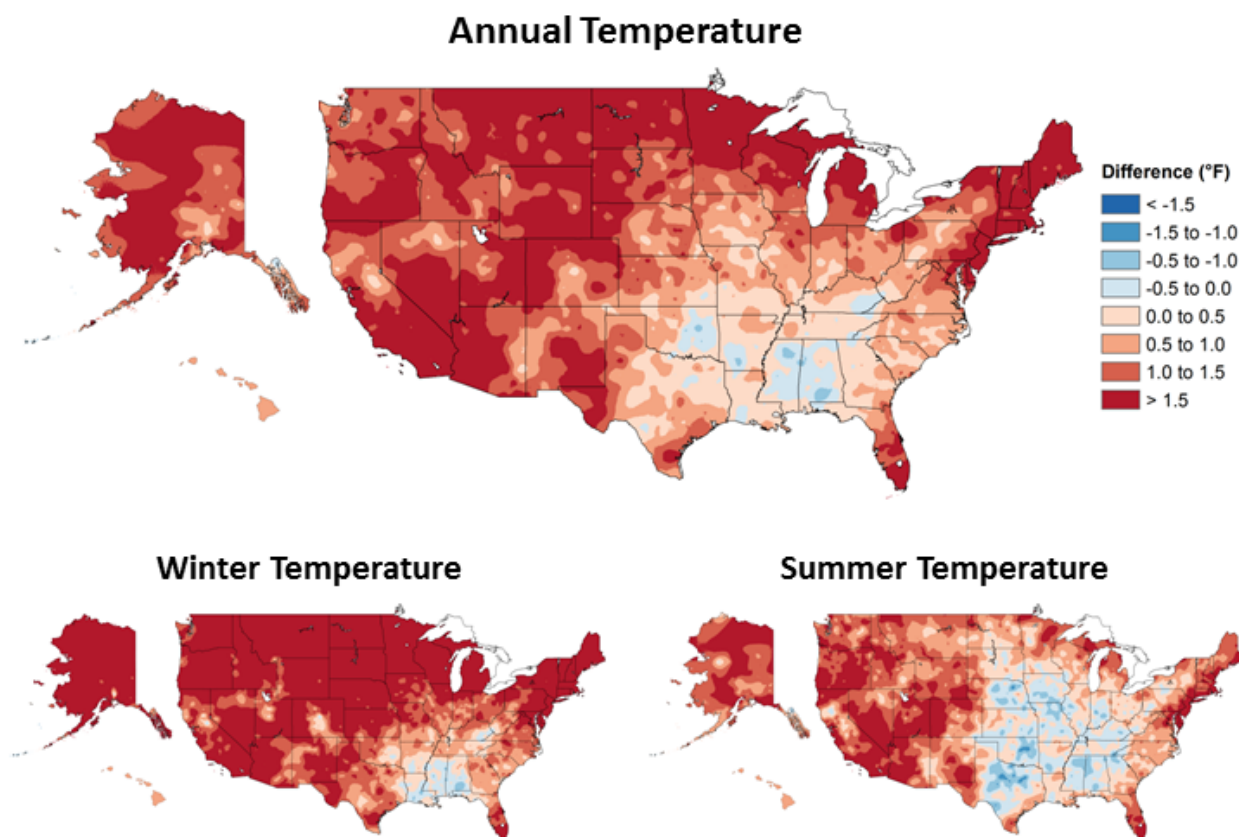 Annual Temperature
Difference (°F)
< -1.5
-1.5 to -1.0
-0.5 to -1.0
-0.5 to 0.0
0.0 to 0.5
0.5 to 1.0
1.0 to 1.5
> 1.5
Winter Temperature
Summer Temperature